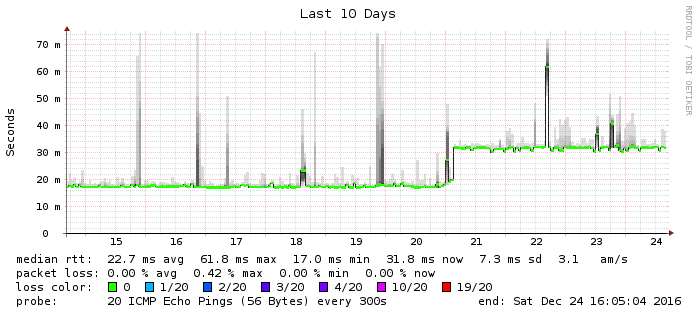 Last 10 Days
RRDTOOL / TOBI OETIKER
Seconds
70 m
60 m
50 m
40 m
30 m
20 m
10 m
0
15 16 17 18 19 20 21 22 23 24
median rtt: 22.7 ms avg 61.8 ms max 17.0 ms min 31.8 ms now 7.3 ms sd 3.1 am/s
packet loss: 0.00 % avg 0.42 % max 0.00 % min 0.00 % now
loss color: 0 1/20 2/20 3/20 4/20 10/20 19/20
probe: 20 ICMP Echo Pings (56 Bytes) every 300s end: Sat Dec 24 16:05:04 2016